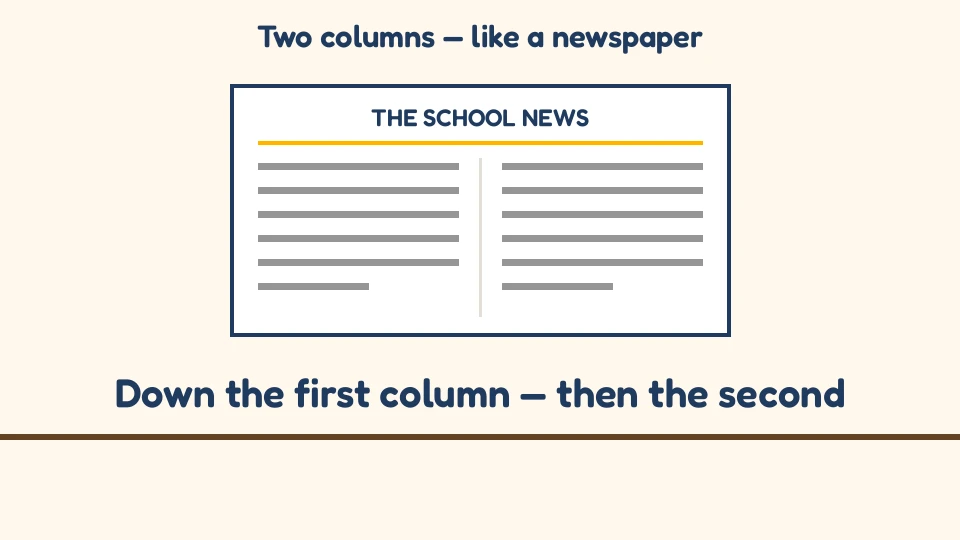 Two columns — like a newspaper
THE SCHOOL NEWS
Down the first column — then the second